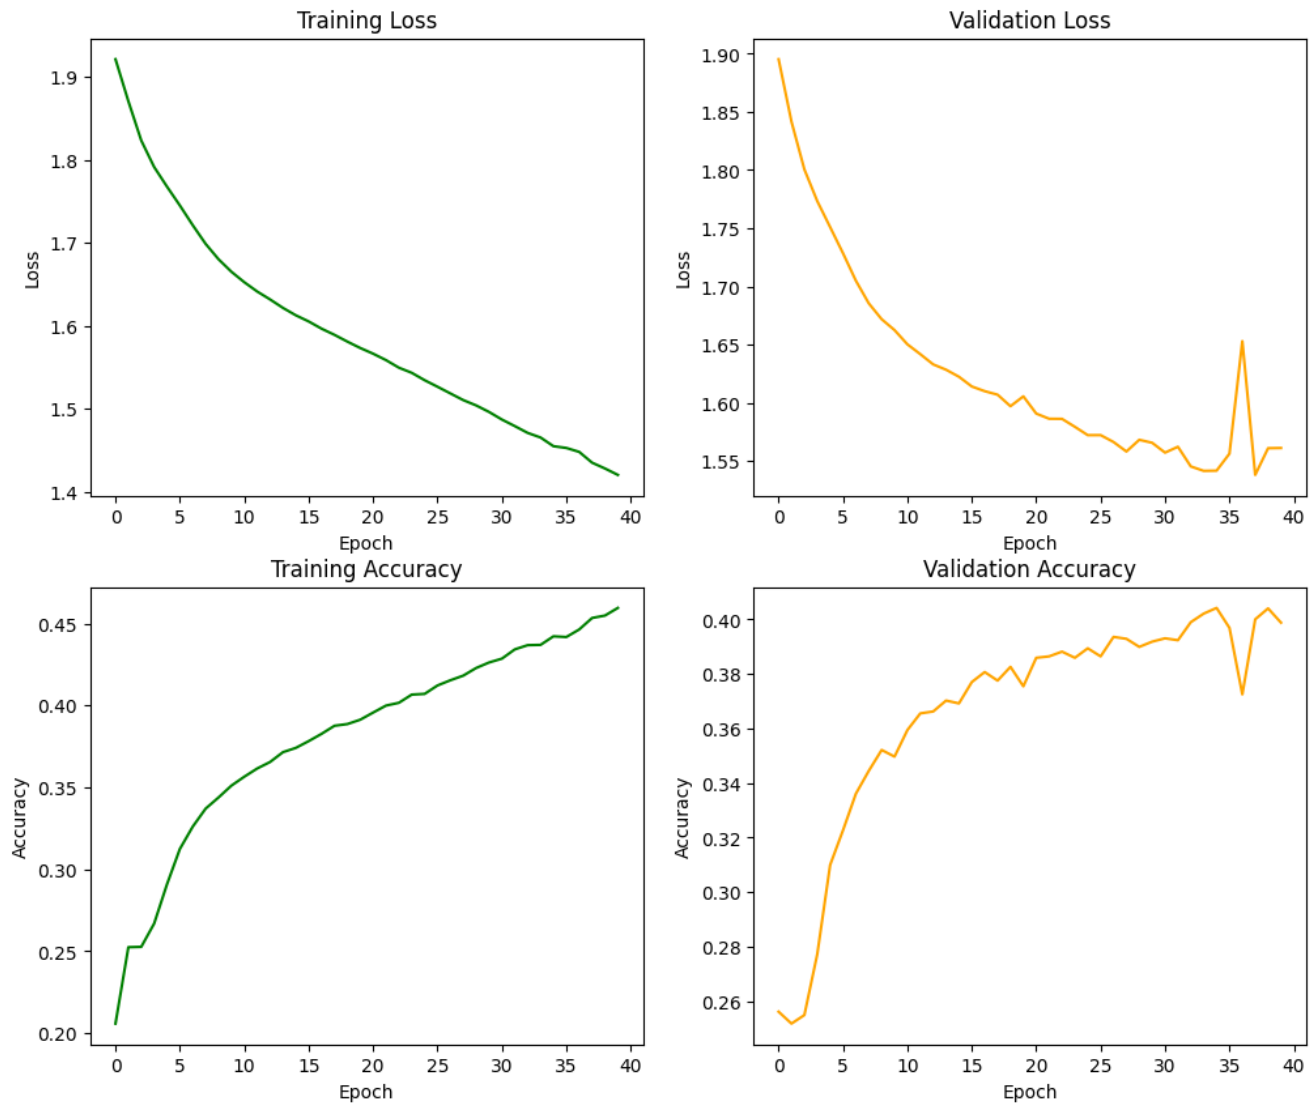 Training Loss
Loss
1.9
1.8
1.7
1.6
1.5
1.4
0 5 10 15 20 25 30 35 40
Epoch
Validation Loss
Loss
1.90
1.85
1.80
1.75
1.70
1.65
1.60
1.55
0 5 10 15 20 25 30 35 40
Epoch
Training Accuracy
Accuracy
0.45
0.40
0.35
0.30
0.25
0.20
0 5 10 15 20 25 30 35 40
Epoch
Validation Accuracy
Accuracy
0.40
0.38
0.36
0.34
0.32
0.30
0.28
0.26
0 5 10 15 20 25 30 35 40
Epoch